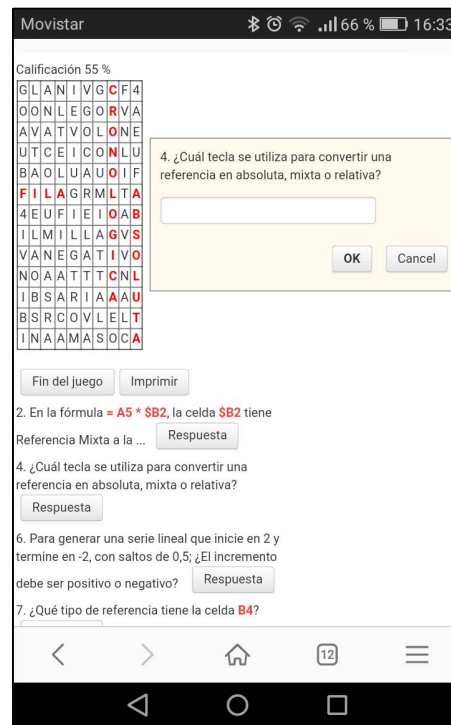 Movistar 66 % 16:33
Calificación 55 %
G L A N I V G C F 4
O O N L E G O R V A
A V A T V O L O N E
U T C E I C O N L U
B A O L U A U O I F
F I L A G R M L T A
4 E U F I E I O A B
I L M I L L A G V S
V A N E G A T I V O
N O A A T T T C N L
I B S A R I A A A U
B S R C O V L E L T
I N A A M A S O C A
4. ¿Cuál tecla se utiliza para convertir una
referencia en absoluta, mixta o relativa?
OK Cancel
Fin del juego Imprimir
2. En la fórmula = A5 * $B2, la celda $B2 tiene
Referencia Mixta a la ... Respuesta
4. ¿Cuál tecla se utiliza para convertir una
referencia en absoluta, mixta o relativa?
Respuesta
6. Para generar una serie lineal que inicie en 2 y
termine en -2, con saltos de 0,5; ¿El incremento
debe ser positivo o negativo? Respuesta
7. ¿Qué tipo de referencia tiene la celda B4?
12